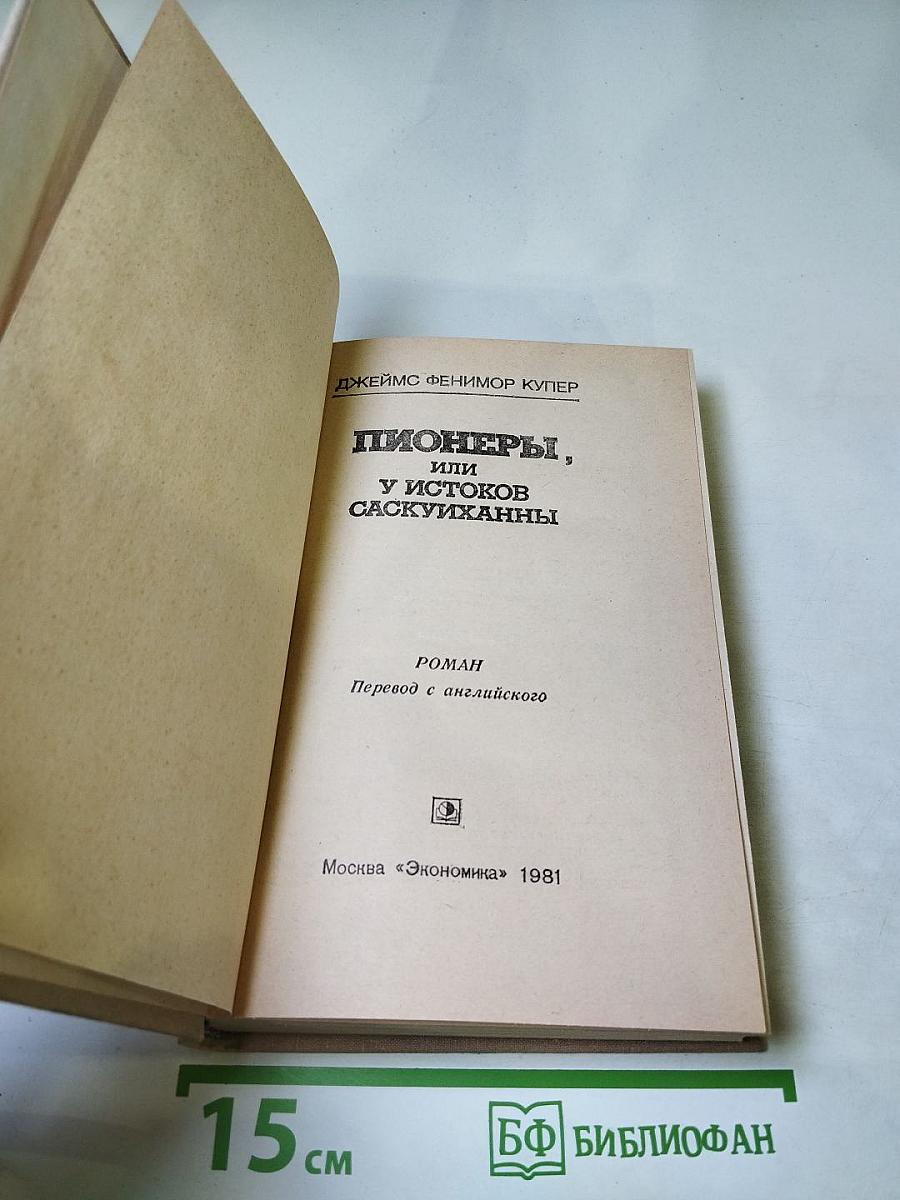 ДЖЕЙМС ФЕНИМОР КУПЕР
ПИОНЕРЫ,
ИЛИ
У ИСТОКОВ
САСКУИХАННЫ
РОМАН
Перевод с английского
Москва «Экономика» 1981
15 см
БФ БИБЛИОФАН